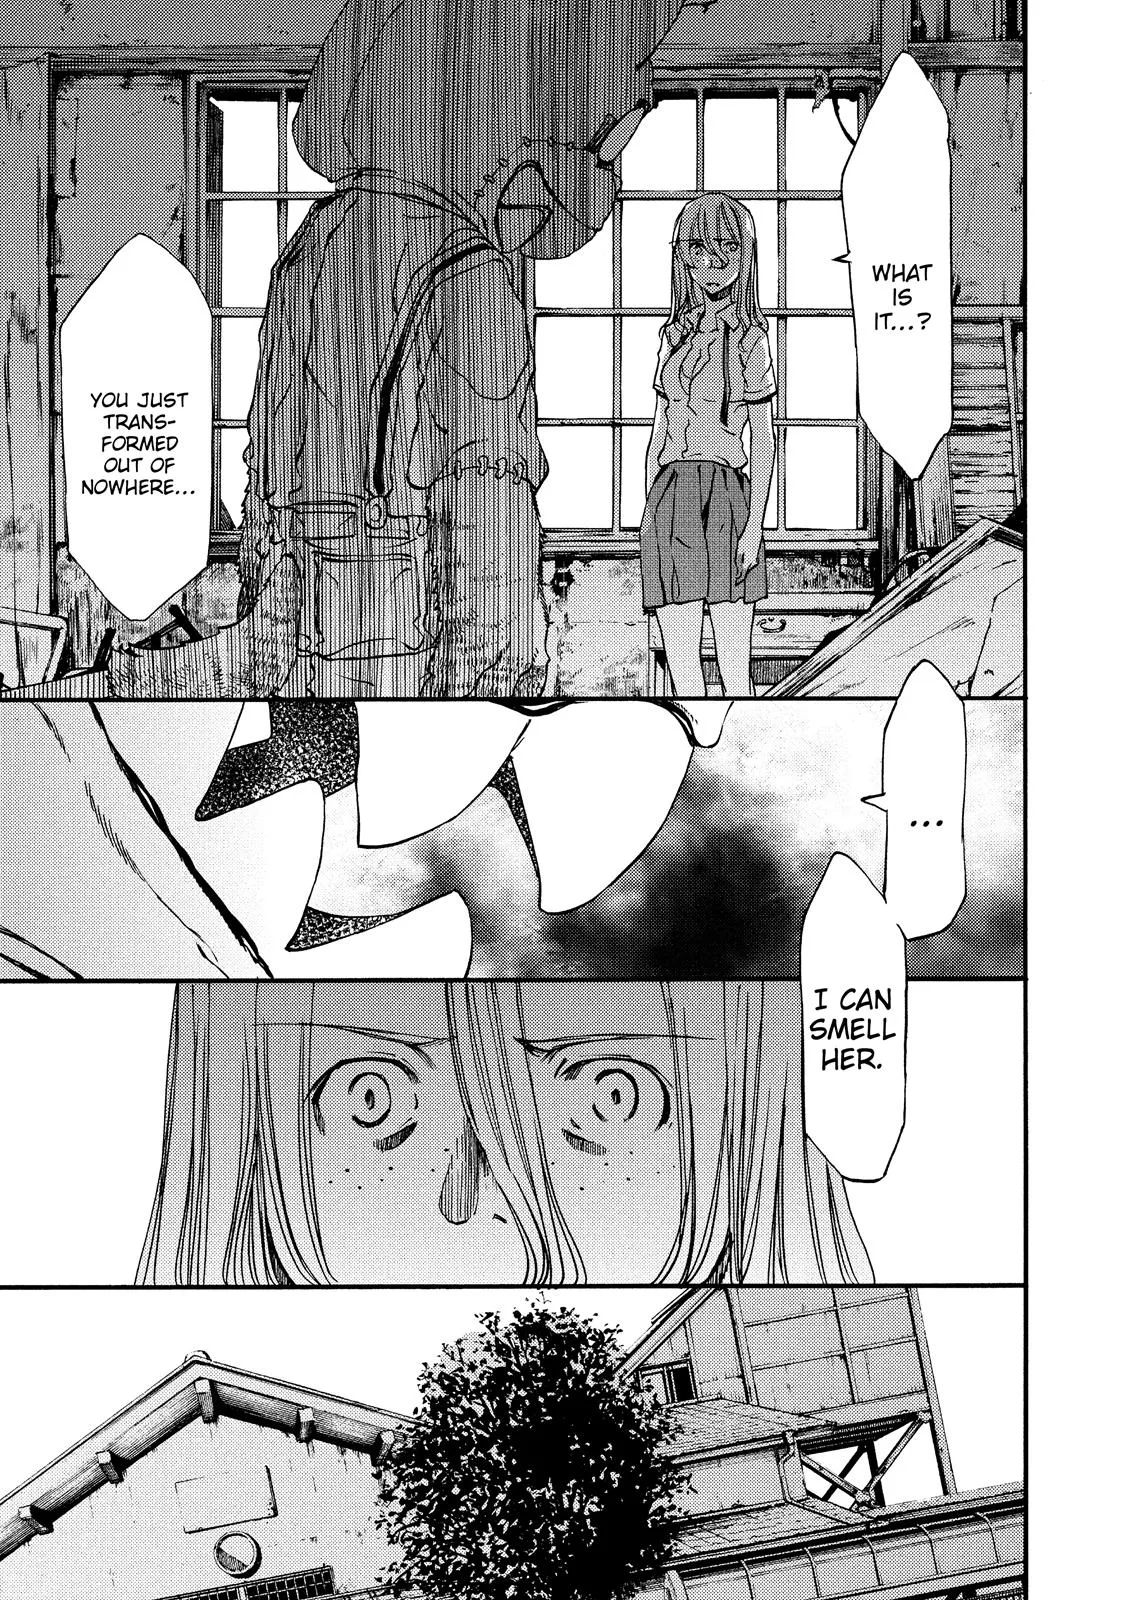 WHAT
IS
IT...?
YOU JUST
TRANS-
FORMED
OUT OF
NOWHERE...
...
I CAN
SMELL
HER.